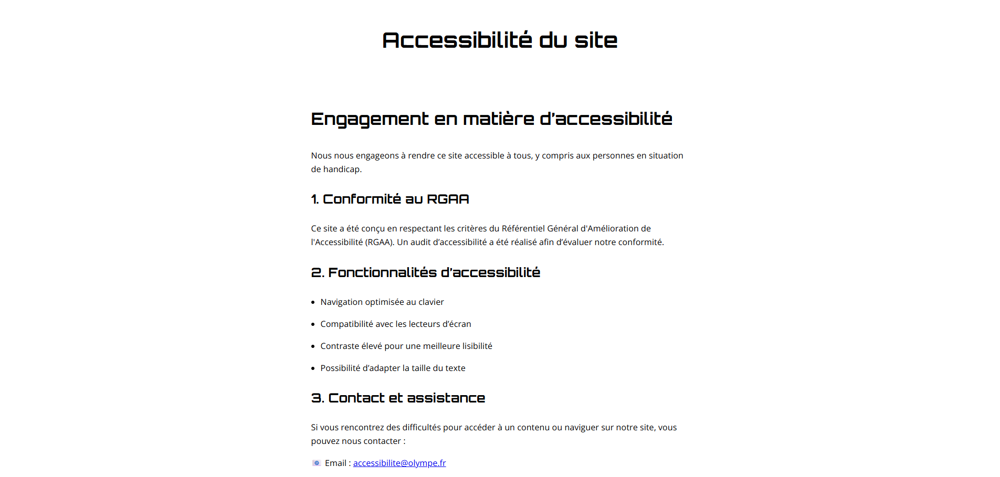 Accessibilité du site
Engagement en matière d’accessibilité
Nous nous engageons à rendre ce site accessible à tous, y compris aux personnes en situation
de handicap.
1. Conformité au RGAA
Ce site a été conçu en respectant les critères du Référentiel Général d'Amélioration de
l'Accessibilité (RGAA). Un audit d’accessibilité a été réalisé afin d’évaluer notre conformité.
2. Fonctionnalités d’accessibilité
• Navigation optimisée au clavier
• Compatibilité avec les lecteurs d’écran
• Contraste élevé pour une meilleure lisibilité
• Possibilité d’adapter la taille du texte
3. Contact et assistance
Si vous rencontrez des difficultés pour accéder à un contenu ou naviguer sur notre site, vous
pouvez nous contacter :
📧 Email : accessibilite@olympe.fr